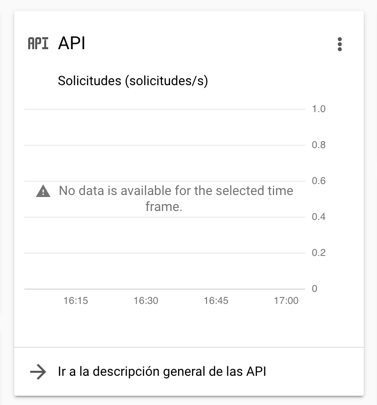 API API
Solicitudes (solicitudes/s)
1.0
0.8
0.6
No data is available for the selected time
frame.
0.4
0.2
0
16:15 16:30 16:45 17:00
Ir a la descripción general de las API